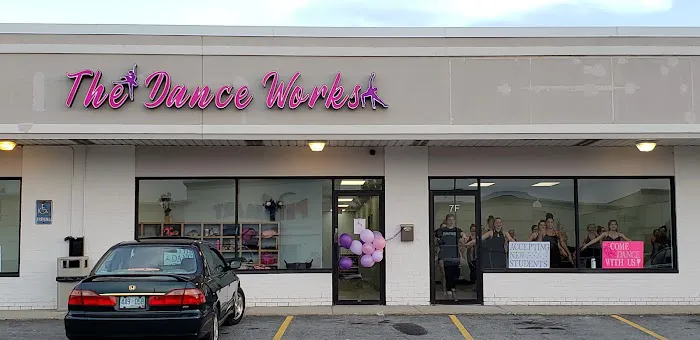 The Dance Works
7F
ACCEPTING
NEW
STUDENTS
COME
DANCE
WITH US!